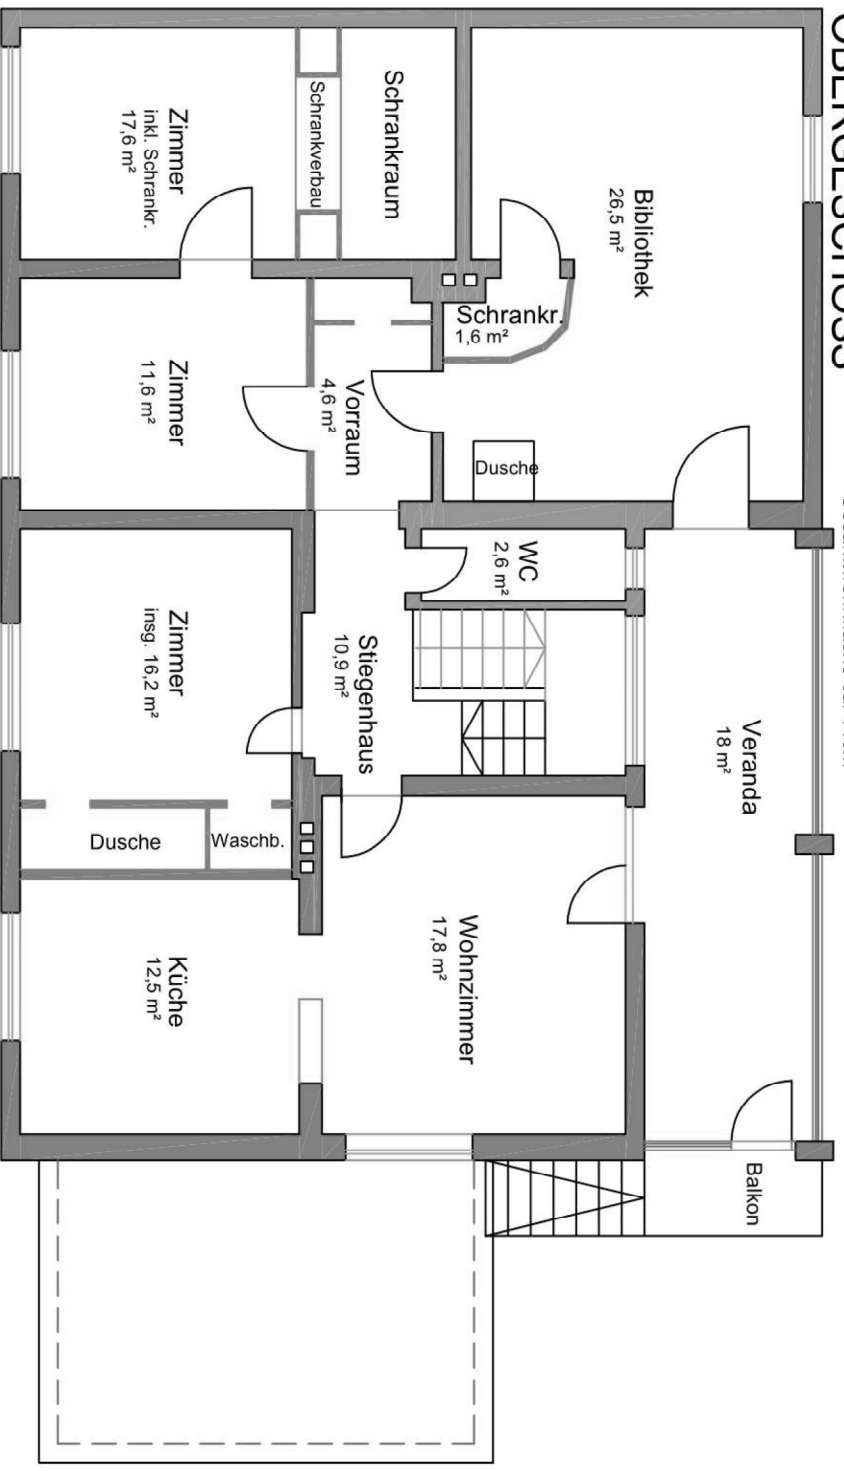 OBERGESCHOSS
Bibliothek
26,5 m²
Veranda
18 m²
Balkon
Schrankr.
1,6 m²
Dusche
WC
2,6 m²
Wohnzimmer
17,8 m²
Schrankraum
Schrankverbau
Vorraum
4,6 m²
Stiegenhaus
10,9 m²
Zimmer
inkl. Schrankr.
17,6 m²
Zimmer
11,6 m²
Zimmer
insg. 16,2 m²
Dusche
Waschb.
Küche
12,5 m²